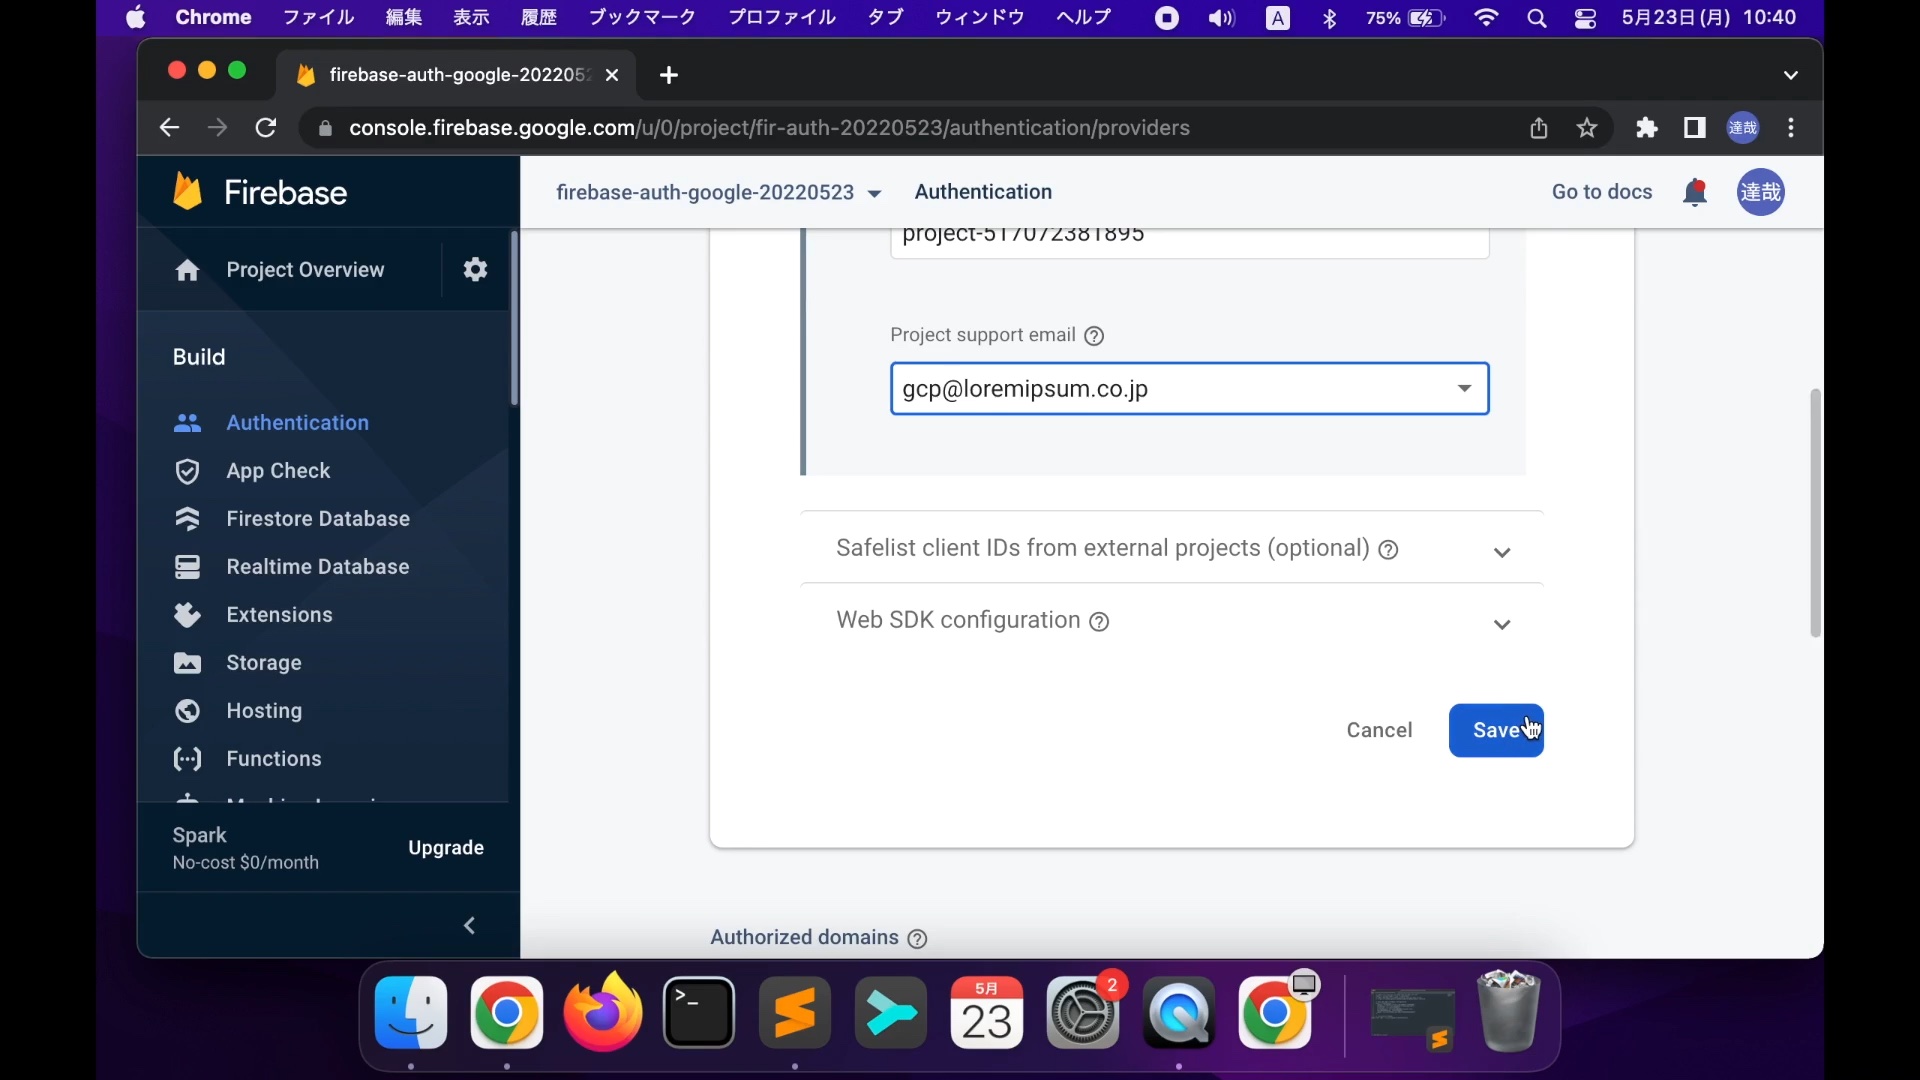 Chrome ファイル 編集 表示 履歴 ブックマーク プロファイル タブ ウィンドウ ヘルプ A 75% 5月23日(月) 10:40
firebase-auth-google-2022052
console.firebase.google.com/u/0/project/fir-auth-20220523/authentication/providers 達哉
Firebase
firebase-auth-google-20220523 Authentication Go to docs 達哉
project-517072381895
Project Overview
Project support email
Build
gcp@loremipsum.co.jp
Authentication
App Check
Firestore Database
Safelist client IDs from external projects (optional)
Realtime Database
Extensions
Web SDK configuration
Storage
Hosting
Cancel Save
Functions
Spark
No-cost $0/month
Upgrade
Authorized domains
5月
23
2